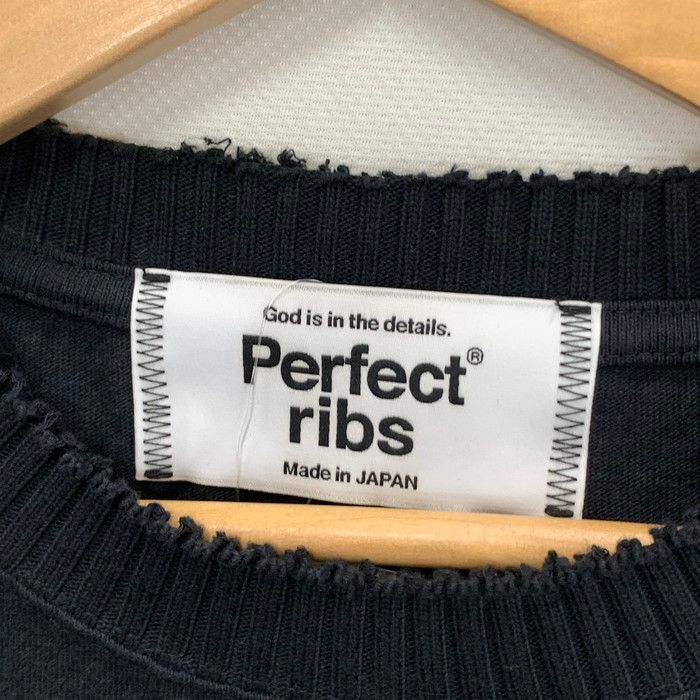 God is in the details.
Perfect®
ribs
Made in JAPAN